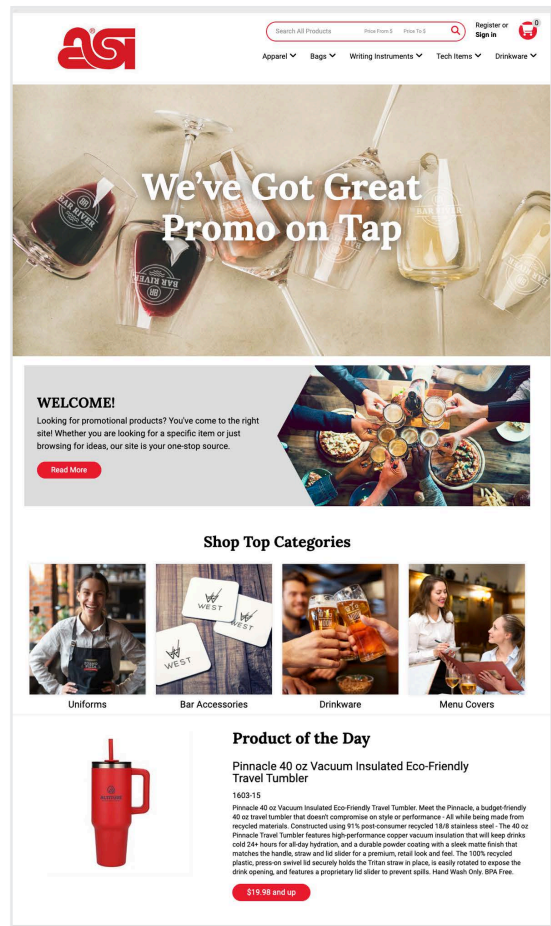 asi
®
Search All Products Price From $ Price To $
Register or
Sign in
0
Apparel Bags Writing Instruments Tech Items Drinkware
We've Got Great
Promo on Tap
BAR RIVER
BAR RIVER
BAR RIVER
BAR RIVER
BR
WELCOME!
Looking for promotional products? You've come to the right
site! Whether you are looking for a specific item or just
browsing for ideas, our site is your one-stop source.
Read More
Shop Top Categories
WEST
WEST
WEST
Uniforms Bar Accessories Drinkware Menu Covers
Product of the Day
Pinnacle 40 oz Vacuum Insulated Eco-Friendly
Travel Tumbler
1603-15
Pinnacle 40 oz Vacuum Insulated Eco-Friendly Travel Tumbler. Meet the Pinnacle, a budget-friendly
40 oz travel tumbler that doesn't compromise on style or performance - All while being made from
recycled materials. Constructed using 91% post-consumer recycled 18/8 stainless steel - The 40 oz
Pinnacle Travel Tumbler features high-performance copper vacuum insulation that will keep drinks
cold 24+ hours for all-day hydration, and a durable powder coating with a sleek matte finish that
matches the handle, straw and lid slider for a premium, retail look and feel. The 100% recycled
plastic, press-on swivel lid securely holds the Tritan straw in place, is easily rotated to expose the
drink opening, and features a proprietary lid slider to prevent spills. Hand Wash Only. BPA Free.
$19.98 and up